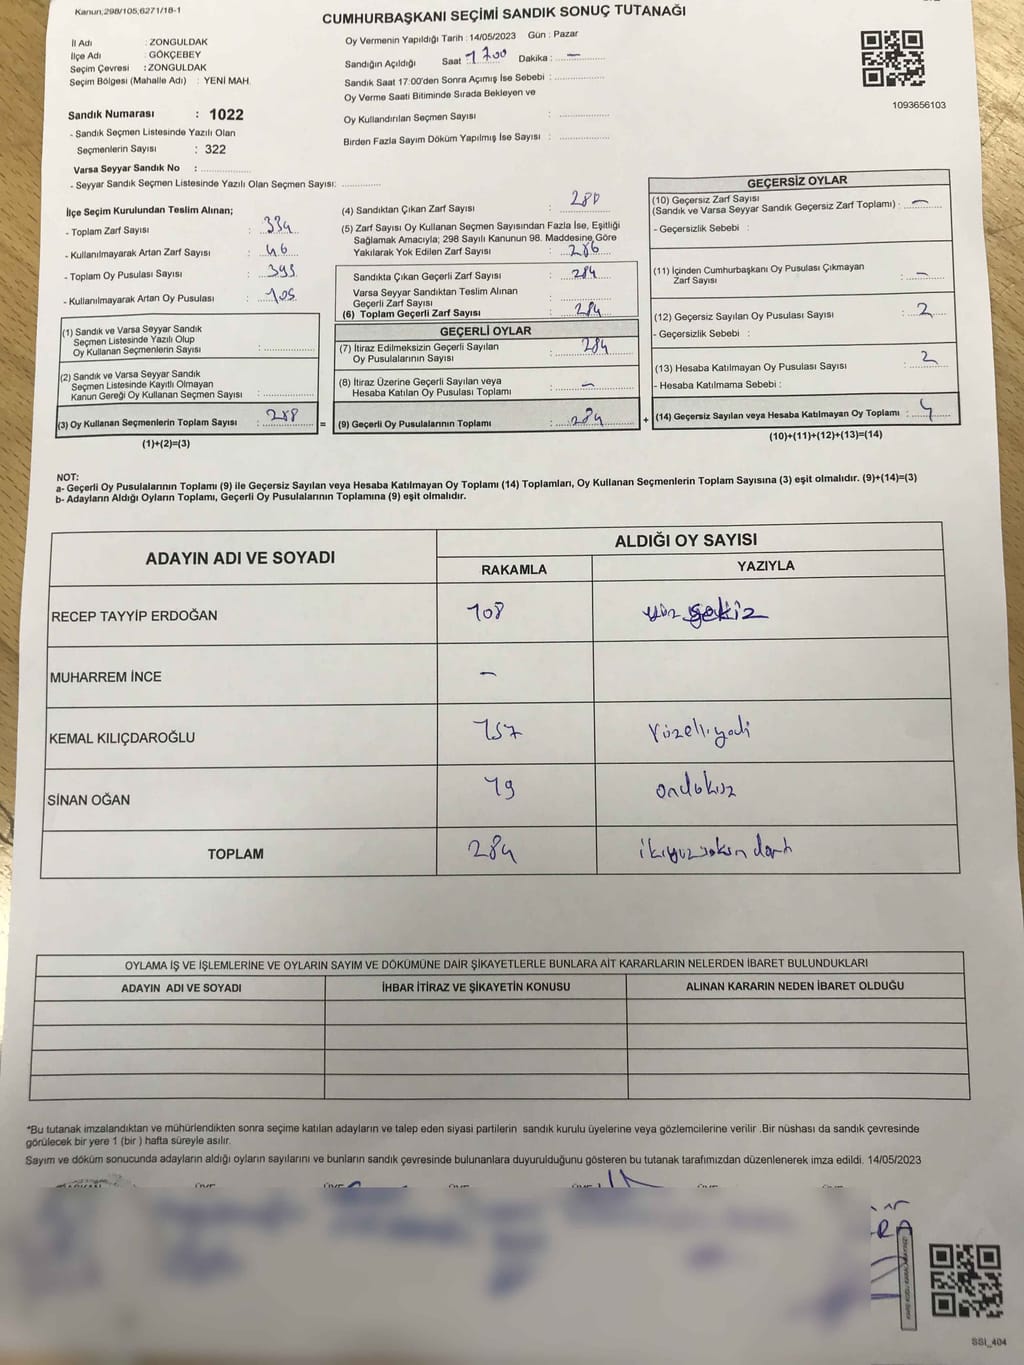 Kanun;298/105,6271/18-1
CUMHURBAŞKANI SEÇİMİ SANDIK SONUÇ TUTANAĞI
İl Adı : ZONGULDAK
İlçe Adı : GÖKÇEBEY
Seçim Çevresi : ZONGULDAK
Seçim Bölgesi (Mahalle Adı) : YENİ MAH.
Sandık Numarası : 1022
- Sandık Seçmen Listesinde Yazılı Olan
Seçmenlerin Sayısı : 322
Varsa Seyyar Sandık No :
- Seyyar Sandık Seçmen Listesinde Yazılı Olan Seçmen Sayısı:
Oy Vermenin Yapıldığı Tarih : 14/05/2023 Gün : Pazar
Sandığın Açıldığı Saat : 1700 Dakika : —
Sandık Saat 17:00'den Sonra Açımış İse Sebebi :
Oy Verme Saati Bitiminde Sırada Bekleyen ve
Oy Kullandırılan Seçmen Sayısı :
Birden Fazla Sayım Döküm Yapılmış İse Sayısı :
1093656103
İlçe Seçim Kurulundan Teslim Alınan;
- Toplam Zarf Sayısı : 334
- Kullanılmayarak Artan Zarf Sayısı : 46
- Toplam Oy Pusulası Sayısı : 393
- Kullanılmayarak Artan Oy Pusulası : 105
(1) Sandık ve Varsa Seyyar Sandık
Seçmen Listesinde Yazılı Olup
Oy Kullanan Seçmenlerin Sayısı :
(2) Sandık ve Varsa Seyyar Sandık
Seçmen Listesinde Kayıtlı Olmayan
Kanun Gereği Oy Kullanan Seçmen Sayısı :
(3) Oy Kullanan Seçmenlerin Toplam Sayısı : 288 =
(1)+(2)=(3)
(4) Sandıktan Çıkan Zarf Sayısı :
(5) Zarf Sayısı Oy Kullanan Seçmen Sayısından Fazla İse, Eşitliği
Sağlamak Amacıyla; 298 Sayılı Kanunun 98. Maddesine Göre
Yakılarak Yok Edilen Zarf Sayısı : 286
Sandıkta Çıkan Geçerli Zarf Sayısı : 284
Varsa Seyyar Sandıktan Teslim Alınan
Geçerli Zarf Sayısı :
(6) Toplam Geçerli Zarf Sayısı : 284
GEÇERLİ OYLAR
(7) İtiraz Edilmeksizin Geçerli Sayılan
Oy Pusulalarının Sayısı : 284
(8) İtiraz Üzerine Geçerli Sayılan veya
Hesaba Katılan Oy Pusulası Toplamı : —
(9) Geçerli Oy Pusulalarının Toplamı : 284 +
GEÇERSİZ OYLAR
(10) Geçersiz Zarf Sayısı
(Sandık ve Varsa Seyyar Sandık Geçersiz Zarf Toplamı) : —
- Geçersizlik Sebebi :
(11) İçinden Cumhurbaşkanı Oy Pusulası Çıkmayan
Zarf Sayısı : —
(12) Geçersiz Sayılan Oy Pusulası Sayısı : 2
- Geçersizlik Sebebi :
(13) Hesaba Katılmayan Oy Pusulası Sayısı : 2
- Hesaba Katılmama Sebebi :
(14) Geçersiz Sayılan veya Hesaba Katılmayan Oy Toplamı : 4
(10)+(11)+(12)+(13)=(14)
NOT:
a- Geçerli Oy Pusulalarının Toplamı (9) ile Geçersiz Sayılan veya Hesaba Katılmayan Oy Toplamı (14) Toplamları, Oy Kullanan Seçmenlerin Toplam Sayısına (3) eşit olmalıdır. (9)+(14)=(3)
b- Adayların Aldığı Oyların Toplamı, Geçerli Oy Pusulalarının Toplamına (9) eşit olmalıdır.
ADAYIN ADI VE SOYADI ALDIĞI OY SAYISI
RAKAMLA YAZIYLA
RECEP TAYYİP ERDOĞAN 108 yüz sekiz
MUHARREM İNCE —
KEMAL KILIÇDAROĞLU 157 Yüzelliyedi
SİNAN OĞAN 19 ondokuz
TOPLAM 284 ikiyüzseksen dört
OYLAMA İŞ VE İŞLEMLERİNE VE OYLARIN SAYIM VE DÖKÜMÜNE DAİR ŞİKAYETLERLE BUNLARA AİT KARARLARIN NELERDEN İBARET BULUNDUKLARI
ADAYIN ADI VE SOYADI İHBAR İTİRAZ VE ŞİKAYETİN KONUSU ALINAN KARARIN NEDEN İBARET OLDUĞU
*Bu tutanak imzalandıktan ve mühürlendikten sonra seçime katılan adayların ve talep eden siyasi partilerin sandık kurulu üyelerine veya gözlemcilerine verilir .Bir nüshası da sandık çevresinde
görülecek bir yere 1 (bir ) hafta süreyle asılır.
Sayım ve döküm sonucunda adayların aldığı oyların sayılarını ve bunların sandık çevresinde bulunanlara duyurulduğunu gösteren bu tutanak tarafımızdan düzenlenerek imza edildi. 14/05/2023
SSI_404